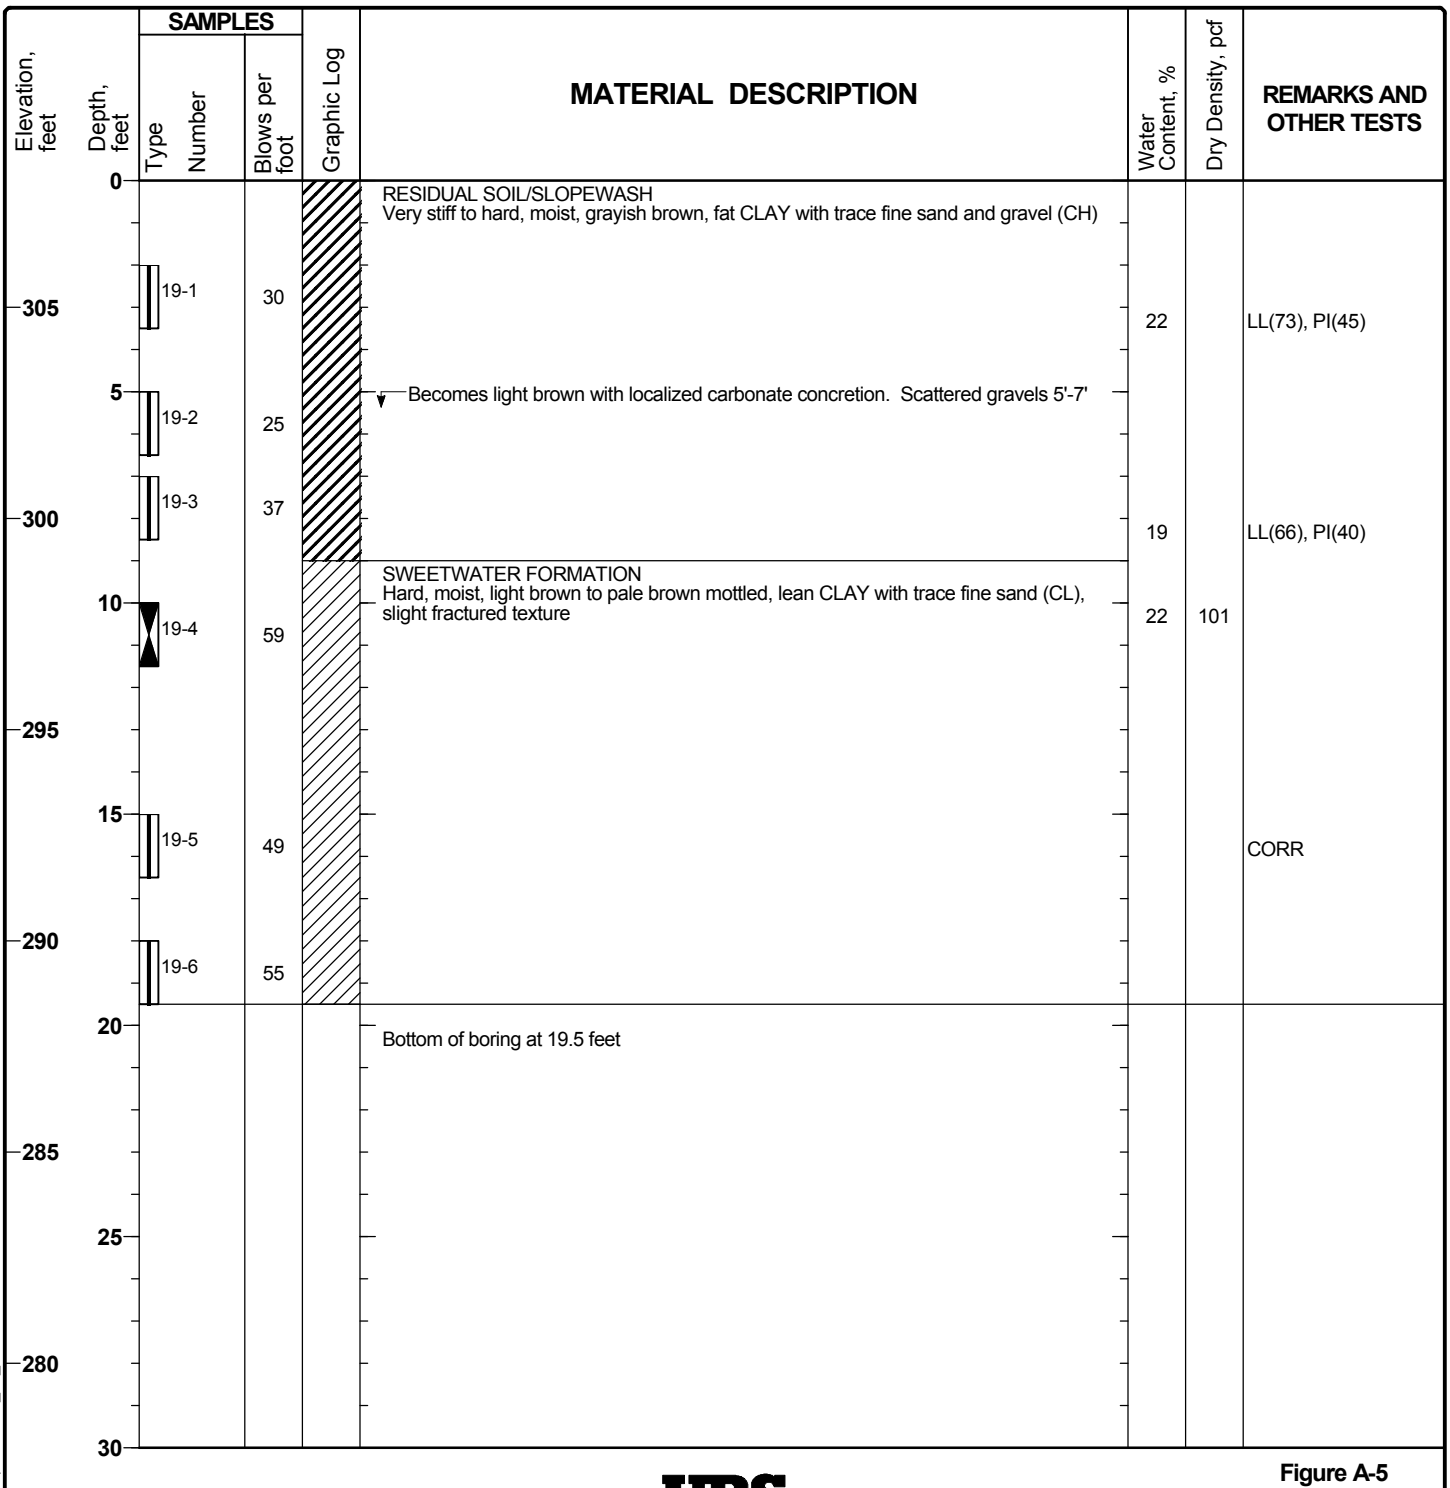 Elevation,
feet
Depth,
feet
SAMPLES
Type
Number
Blows per
foot
Graphic Log
MATERIAL DESCRIPTION
Water
Content, %
Dry Density, pcf
REMARKS AND
OTHER TESTS
0
RESIDUAL SOIL/SLOPEWASH
Very stiff to hard, moist, grayish brown, fat CLAY with trace fine sand and gravel (CH)
19-1
30
305
22
LL(73), PI(45)
5
Becomes light brown with localized carbonate concretion. Scattered gravels 5'-7'
19-2
25
19-3
37
300
19
LL(66), PI(40)
SWEETWATER FORMATION
Hard, moist, light brown to pale brown mottled, lean CLAY with trace fine sand (CL),
slight fractured texture
10
19-4
59
22
101
295
15
19-5
49
CORR
290
19-6
55
20
Bottom of boring at 19.5 feet
285
25
280
30
Figure A-5